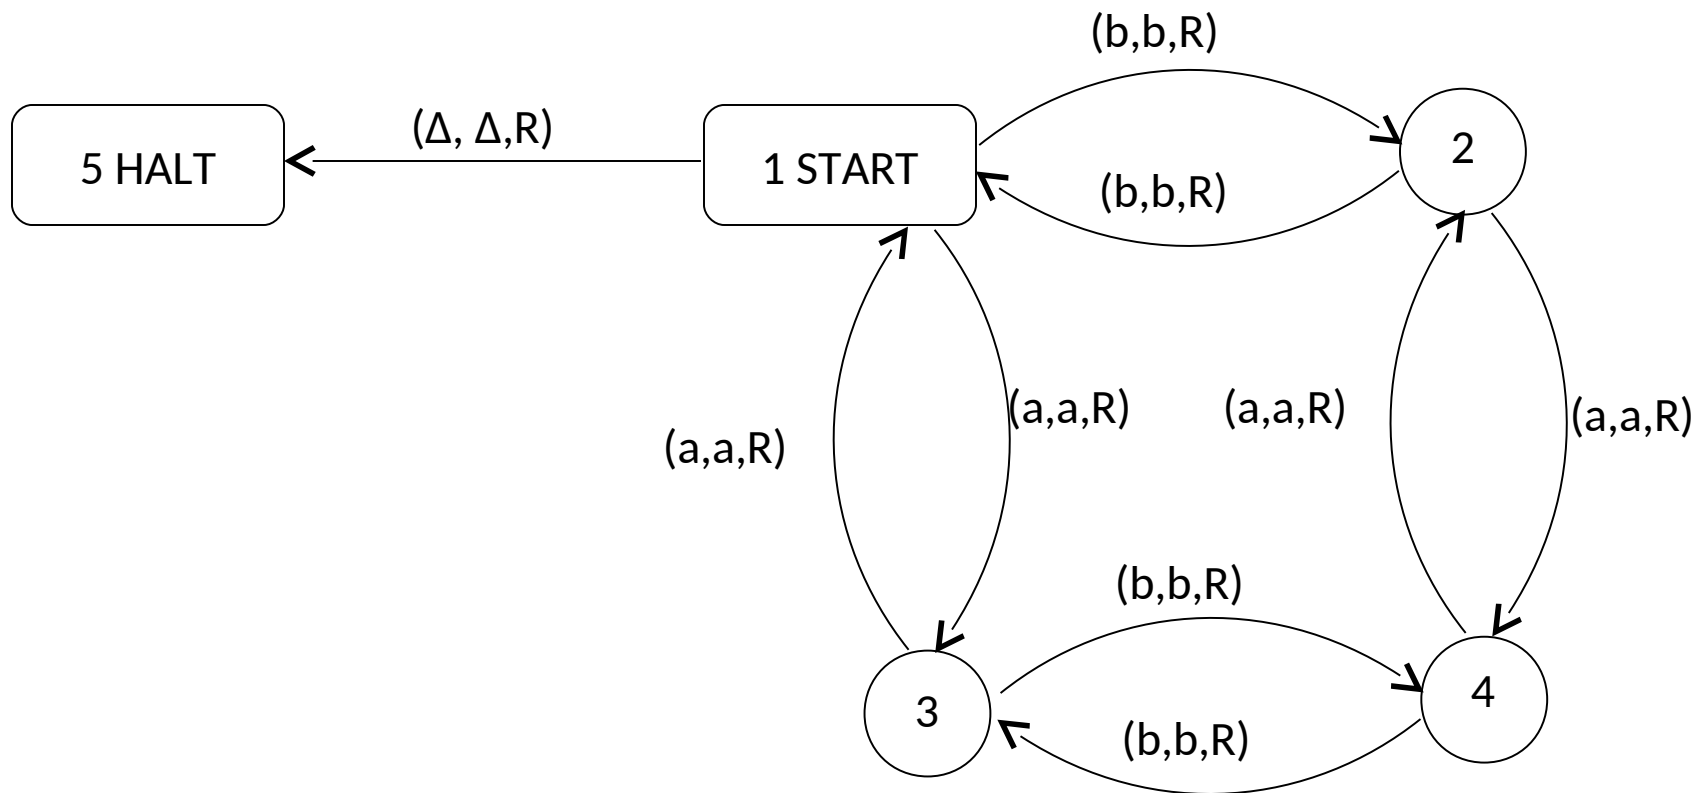 (b,b,R)
(Δ, Δ,R)
5 HALT
1 START
2
(b,b,R)
(a,a,R)
(a,a,R)
(a,a,R)
(a,a,R)
(b,b,R)
3
4
(b,b,R)